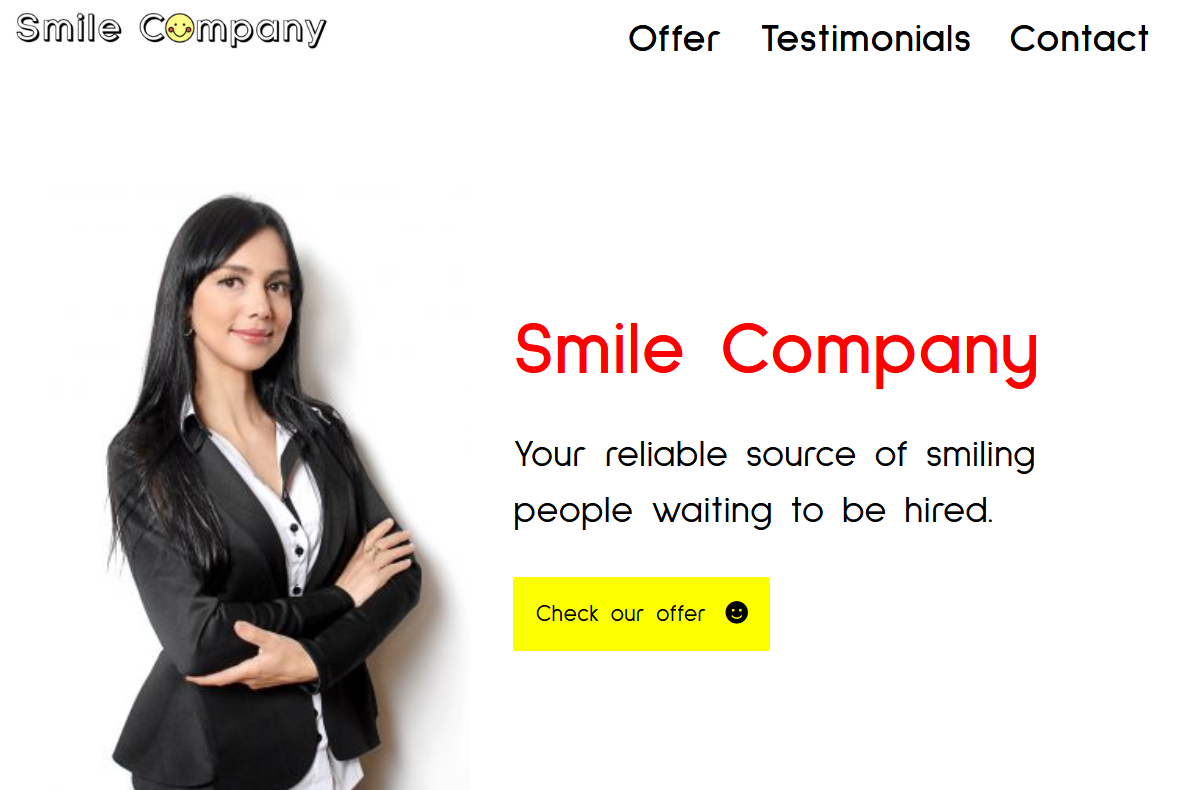 Smile Company
Offer Testimonials Contact
Smile Company
Your reliable source of smiling
people waiting to be hired.
Check our offer